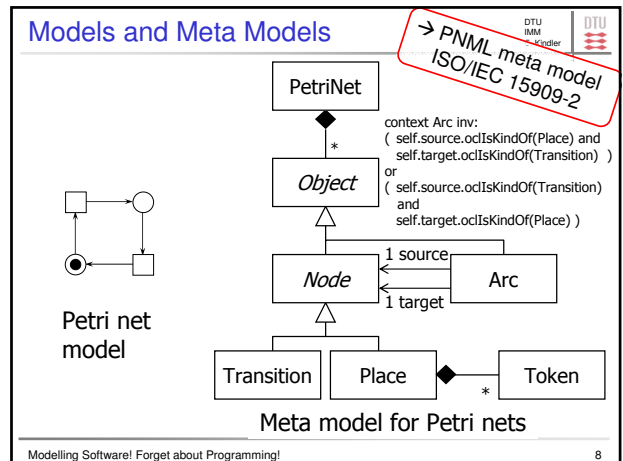 Models and Meta Models
DTU
IMM
Kindler
DTU
→ PNML meta model
ISO/IEC 15909-2
PetriNet
*
context Arc inv:
( self.source.oclIsKindOf(Place) and
self.target.oclIsKindOf(Transition) )
or
( self.source.oclIsKindOf(Transition)
and
self.target.oclIsKindOf(Place) )
Object
Node
1 source
1 target
Arc
Petri net
model
Transition
Place
*
Token
Meta model for Petri nets
Modelling Software! Forget about Programming!
8